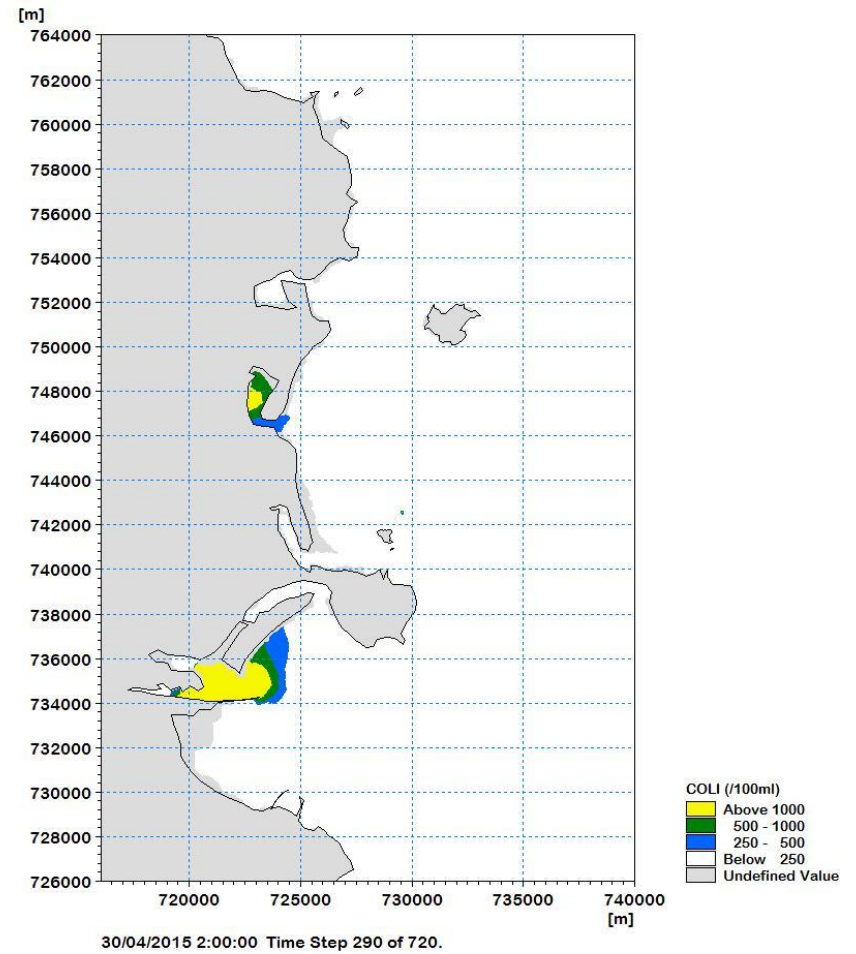 [m]
764000
762000
760000
758000
756000
754000
752000
750000
748000
746000
744000
742000
740000
738000
736000
734000
732000
730000
728000
726000
720000 725000 730000 735000 740000
[m]
COLI (/100ml)
Above 1000
500 - 1000
250 - 500
Below 250
Undefined Value
30/04/2015 2:00:00 Time Step 290 of 720.